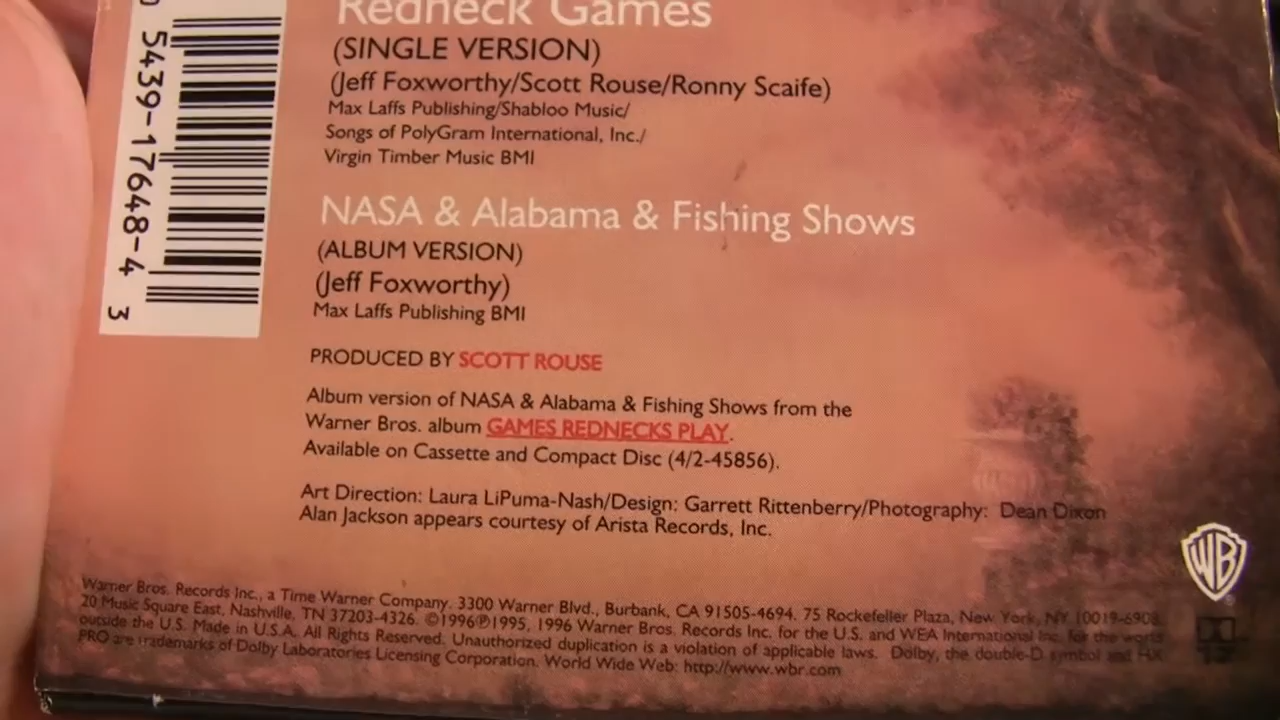 Redneck Games
(SINGLE VERSION)
(Jeff Foxworthy/Scott Rouse/Ronny Scaife)
Max Laffs Publishing/Shabloo Music/
Songs of PolyGram International, Inc./
Virgin Timber Music BMI
NASA & Alabama & Fishing Shows
(ALBUM VERSION)
(Jeff Foxworthy)
Max Laffs Publishing BMI
PRODUCED BY SCOTT ROUSE
Album version of NASA & Alabama & Fishing Shows from the
Warner Bros. album GAMES REDNECKS PLAY.
Available on Cassette and Compact Disc (4/2-45856).
Art Direction: Laura LiPuma-Nash/Design: Garrett Rittenberry/Photography: Dean Dixon
Alan Jackson appears courtesy of Arista Records, Inc.
Warner Bros. Records Inc., a Time Warner Company. 3300 Warner Blvd., Burbank, CA 91505-4694. 75 Rockefeller Plaza, New York, NY 10019-6908.
20 Music Square East, Nashville, TN 37203-4326. ©1996℗1995, 1996 Warner Bros. Records Inc. for the U.S. and WEA International Inc. for the world
outside the U.S. Made in U.S.A. All Rights Reserved. Unauthorized duplication is a violation of applicable laws. Dolby, the double-D symbol and HX
PRO are trademarks of Dolby Laboratories Licensing Corporation. World Wide Web: http://www.wbr.com
5439-17648-4
3
WB